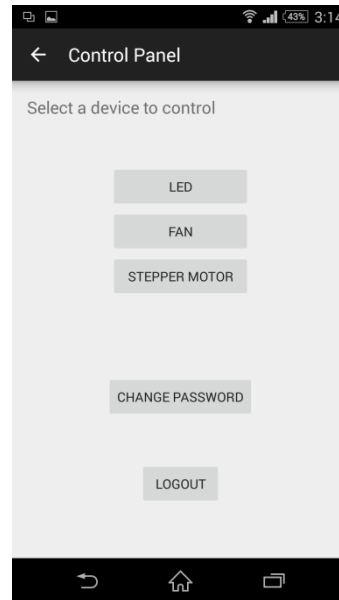 43% 3:14
Control Panel
Select a device to control
LED
FAN
STEPPER MOTOR
CHANGE PASSWORD
LOGOUT